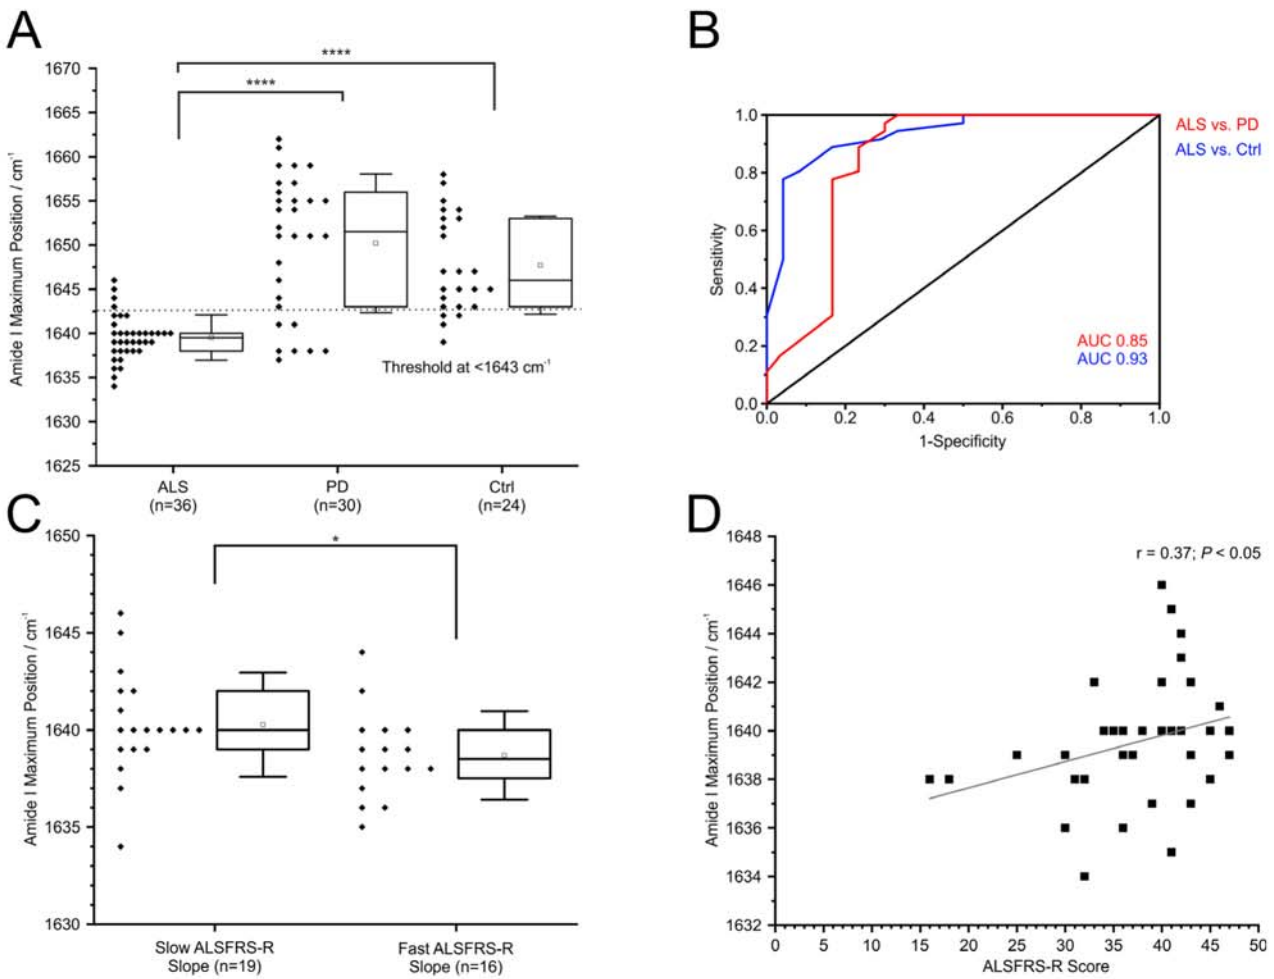 A
****
****
1670
1665
1660
1655
1650
1645
1640
1635
1630
1625
Amide I Maximum Position / cm⁻¹
Threshold at <1643 cm⁻¹
ALS
(n=36)
PD
(n=30)
Ctrl
(n=24)
B
ALS vs. PD
ALS vs. Ctrl
1.0
0.8
0.6
0.4
0.2
0.0
Sensitivity
AUC 0.85
AUC 0.93
0.0 0.2 0.4 0.6 0.8 1.0
1-Specificity
C
*
1650
1645
1640
1635
1630
Amide I Maximum Position / cm⁻¹
Slow ALSFRS-R
Slope (n=19)
Fast ALSFRS-R
Slope (n=16)
D
r = 0.37; P < 0.05
1648
1646
1644
1642
1640
1638
1636
1634
1632
Amide I Maximum Position / cm⁻¹
0 5 10 15 20 25 30 35 40 45 50
ALSFRS-R Score